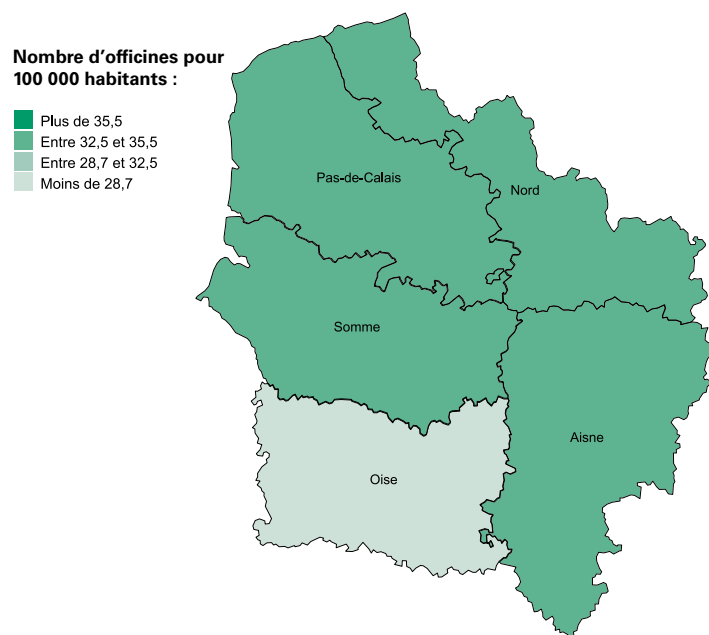 Nombre d’officines pour
100 000 habitants :
Plus de 35,5
Entre 32,5 et 35,5
Entre 28,7 et 32,5
Moins de 28,7
Pas-de-Calais
Nord
Somme
Aisne
Oise